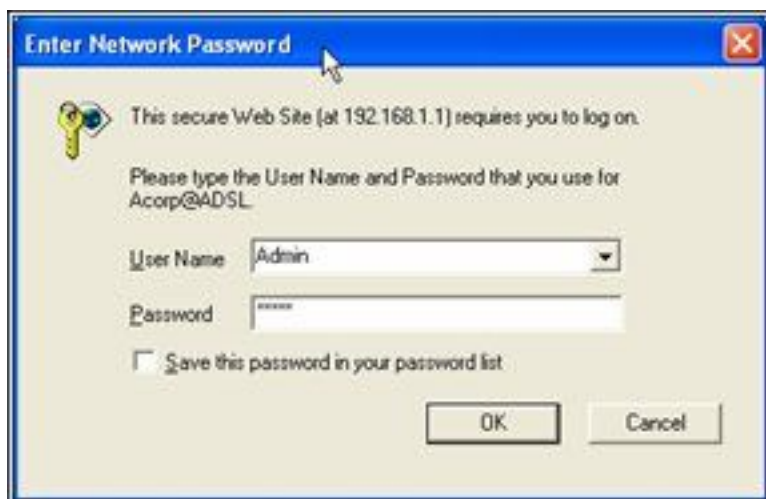 Enter Network Password
This secure Web Site (at 192.168.1.1) requires you to log on.
Please type the User Name and Password that you use for
Acorp@ADSL.
User Name Admin
Password *****
Save this password in your password list
OK Cancel